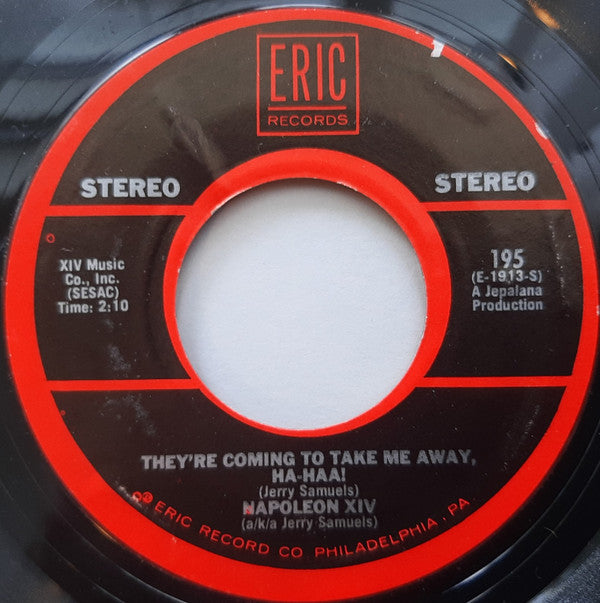 ERIC
RECORDS
STEREO
STEREO
XIV Music
Co., Inc.
(SESAC)
Time: 2:10
195
(E-1913-S)
A Jepalana
Production
THEY'RE COMING TO TAKE ME AWAY,
HA-HAA!
(Jerry Samuels)
NAPOLEON XIV
(a/k/a Jerry Samuels)
℗ ERIC RECORD CO PHILADELPHIA, PA